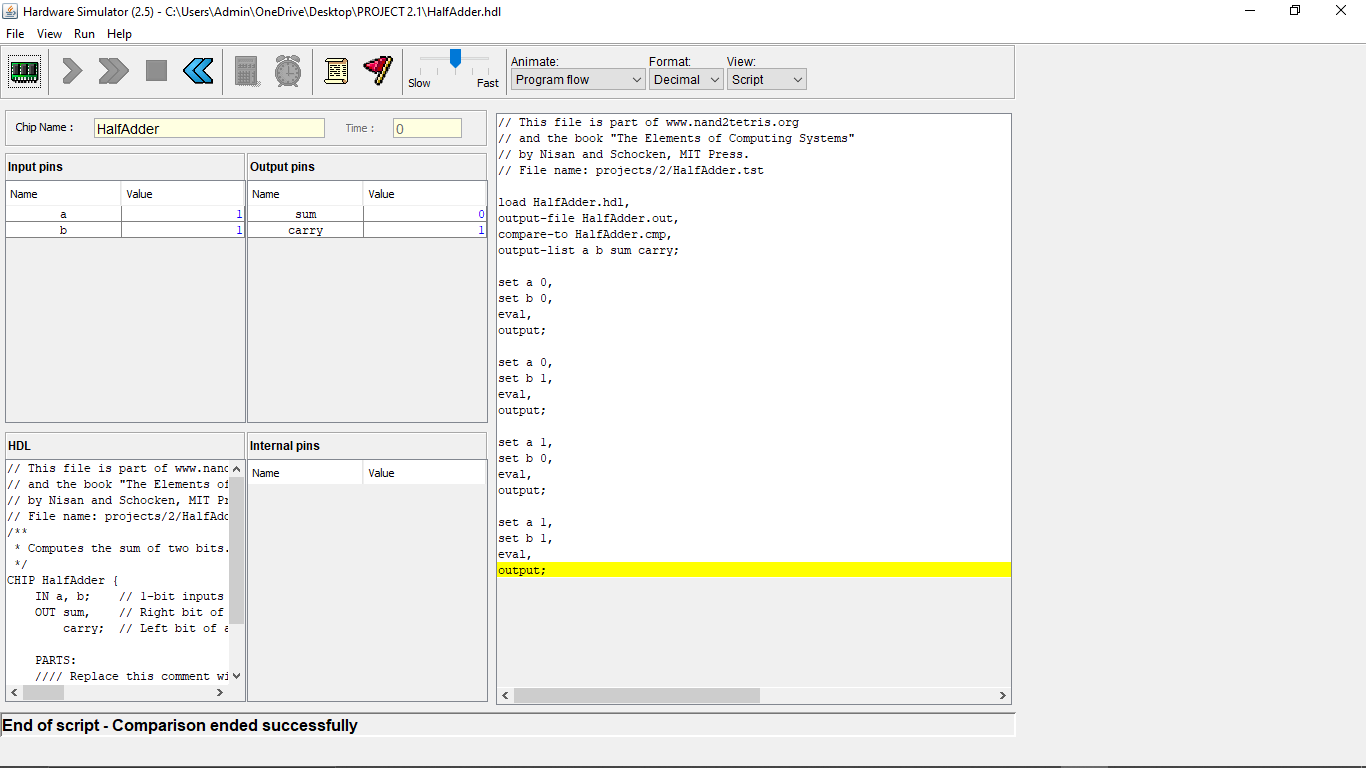 Hardware Simulator (2.5) - C:\Users\Admin\OneDrive\Desktop\PROJECT 2.1\HalfAdder.hdl
File View Run Help
Slow Fast
Animate: Format: View:
Program flow Decimal Script
Chip Name : HalfAdder Time : 0
Input pins
Name Value
a 1
b 1
Output pins
Name Value
sum 0
carry 1
HDL
// This file is part of www.nand
// and the book "The Elements of
// by Nisan and Schocken, MIT Pr
// File name: projects/2/HalfAdd
/**
* Computes the sum of two bits.
*/
CHIP HalfAdder {
IN a, b; // 1-bit inputs
OUT sum, // Right bit of
carry; // Left bit of a
PARTS:
//// Replace this comment wi
Internal pins
Name Value
// This file is part of www.nand2tetris.org
// and the book "The Elements of Computing Systems"
// by Nisan and Schocken, MIT Press.
// File name: projects/2/HalfAdder.tst
load HalfAdder.hdl,
output-file HalfAdder.out,
compare-to HalfAdder.cmp,
output-list a b sum carry;
set a 0,
set b 0,
eval,
output;
set a 0,
set b 1,
eval,
output;
set a 1,
set b 0,
eval,
output;
set a 1,
set b 1,
eval,
output;
End of script - Comparison ended successfully